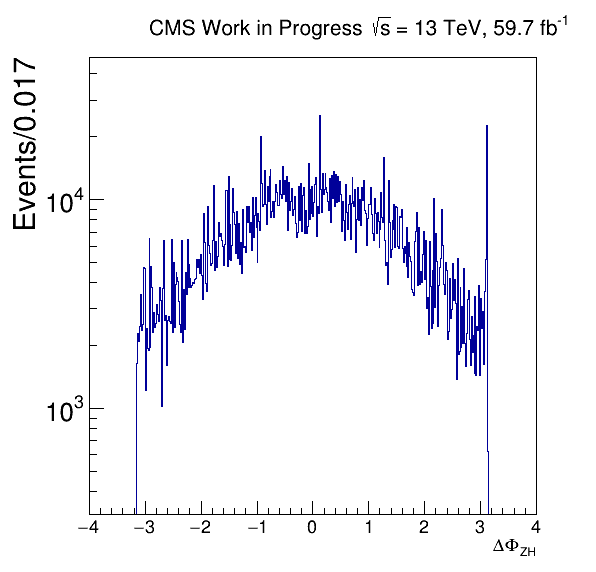 CMS Work in Progress √s = 13 TeV, 59.7 fb⁻¹
Events/0.017
10⁴
10³
−4 −3 −2 −1 0 1 2 3 4
ΔΦ_ZH